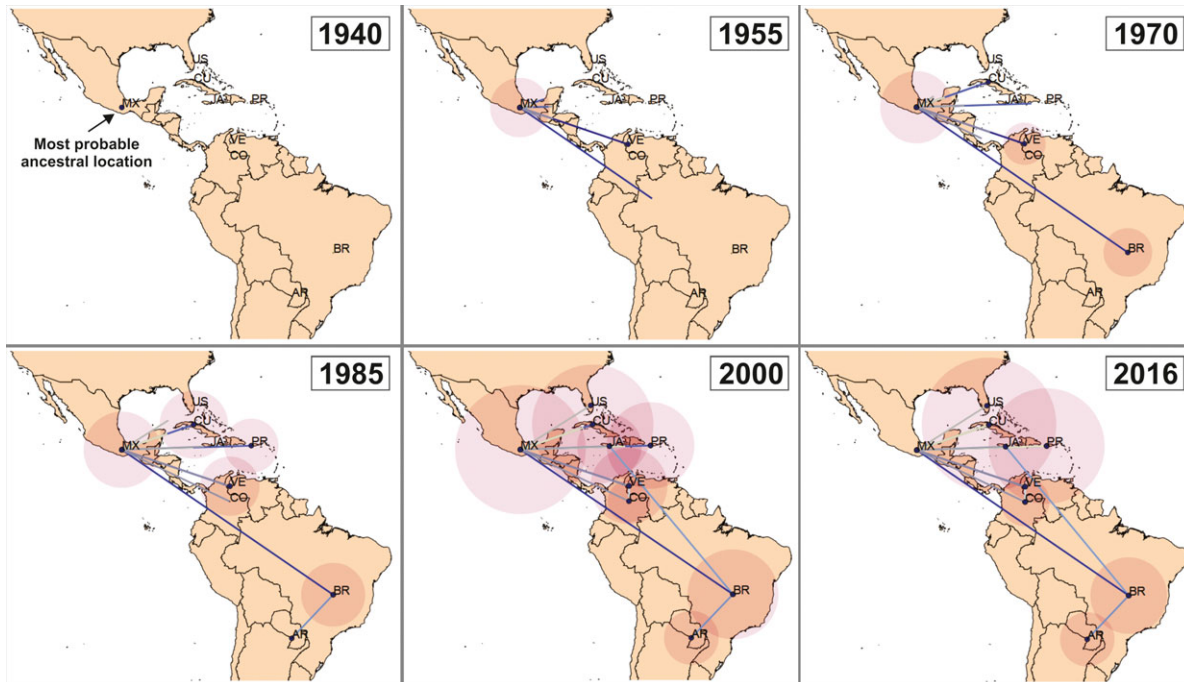 1940
US
CU
MX
JA
PR
Most probable
ancestral location
VE
CO
BR
AR
1955
US
CU
MX
JA
PR
VE
CO
BR
AR
1970
US
CU
MX
JA
PR
VE
CO
BR
AR
1985
US
CU
MX
JA
PR
VE
CO
BR
AR
2000
US
CU
MX
JA
PR
VE
CO
BR
AR
2016
US
CU
MX
JA
PR
VE
CO
BR
AR